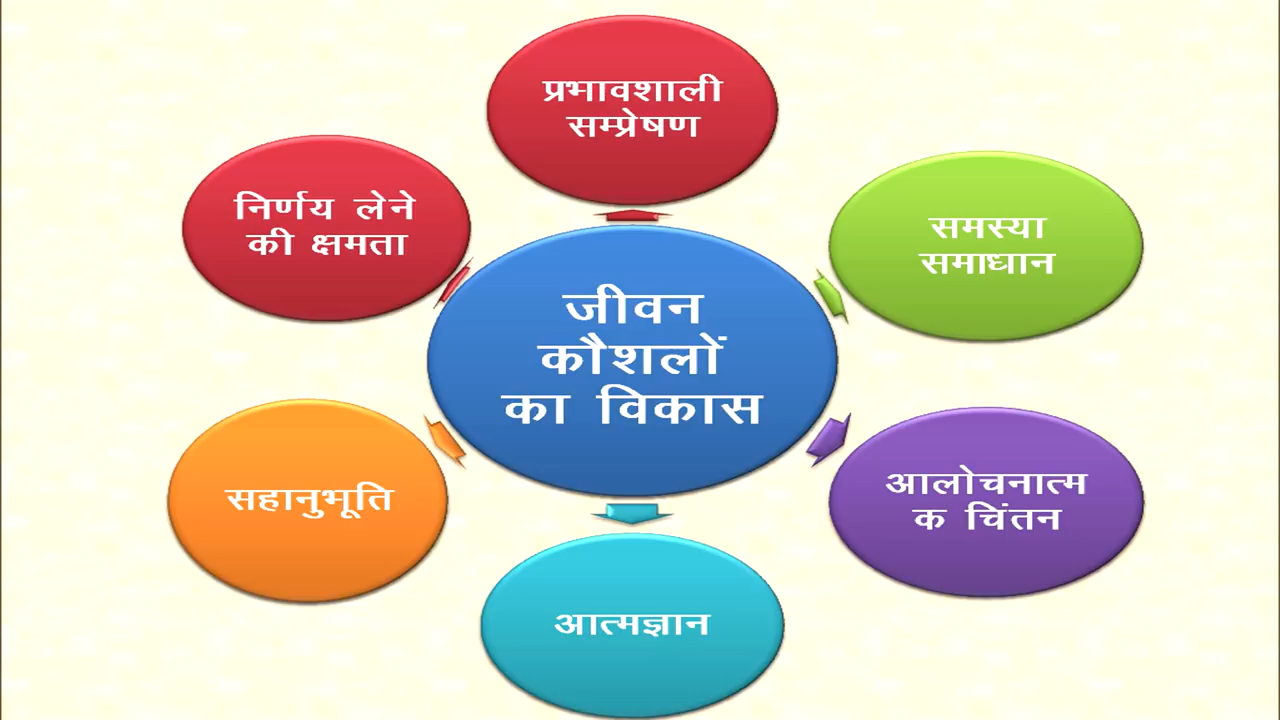 प्रभावशाली
सम्प्रेषण
निर्णय लेने
की क्षमता
समस्या
समाधान
जीवन
कौशलों
का विकास
सहानुभूति
आलोचनात्म
क चिंतन
आत्मज्ञान